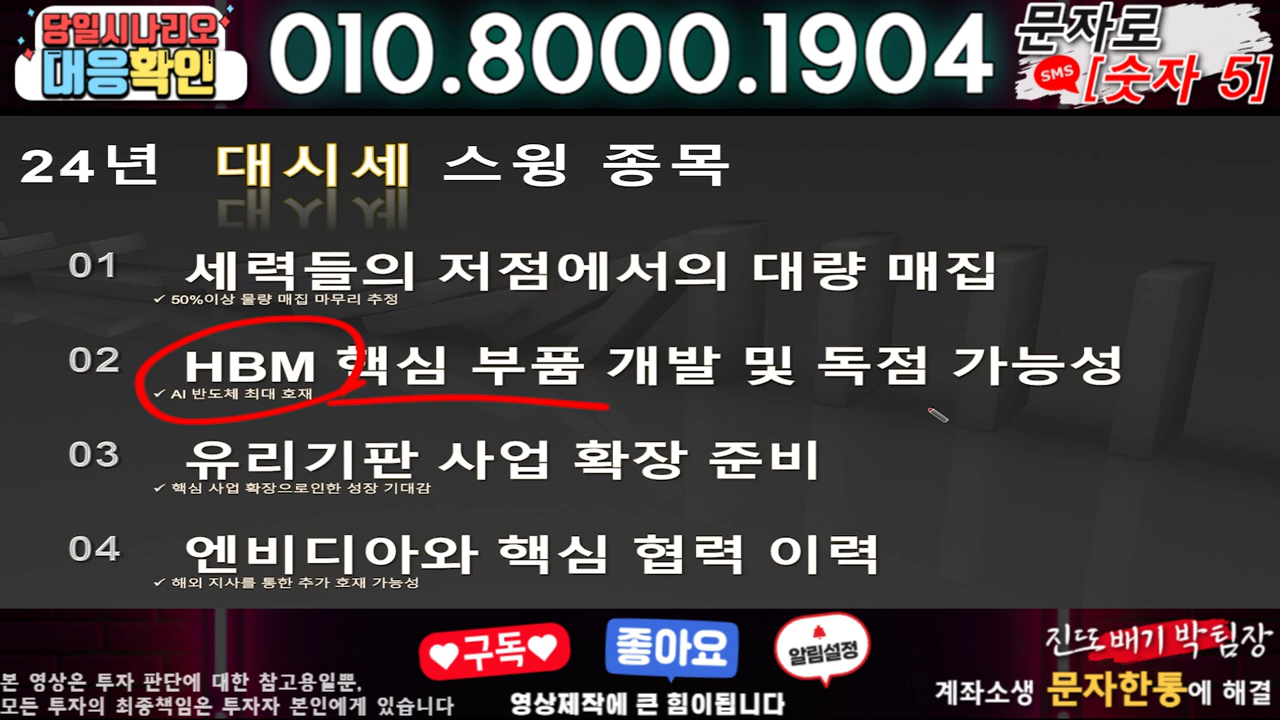 당일시나리오
대응확인
010.8000.1904
문자로
SMS [숫자 5]
24년 대시세 스윙 종목
01 세력들의 저점에서의 대량 매집
✓ 50%이상 물량 매집 마무리 추정
02 HBM 핵심 부품 개발 및 독점 가능성
✓ AI 반도체 최대 호재
03 유리기판 사업 확장 준비
✓ 핵심 사업 확장으로인한 성장 기대감
04 엔비디아와 핵심 협력 이력
✓ 해외 지사를 통한 추가 호재 가능성
구독
좋아요
알림설정
영상제작에 큰 힘이됩니다
본 영상은 투자 판단에 대한 참고용일뿐,
모든 투자의 최종책임은 투자자 본인에게 있습니다
진또배기 박팀장
계좌소생 문자한통에 해결